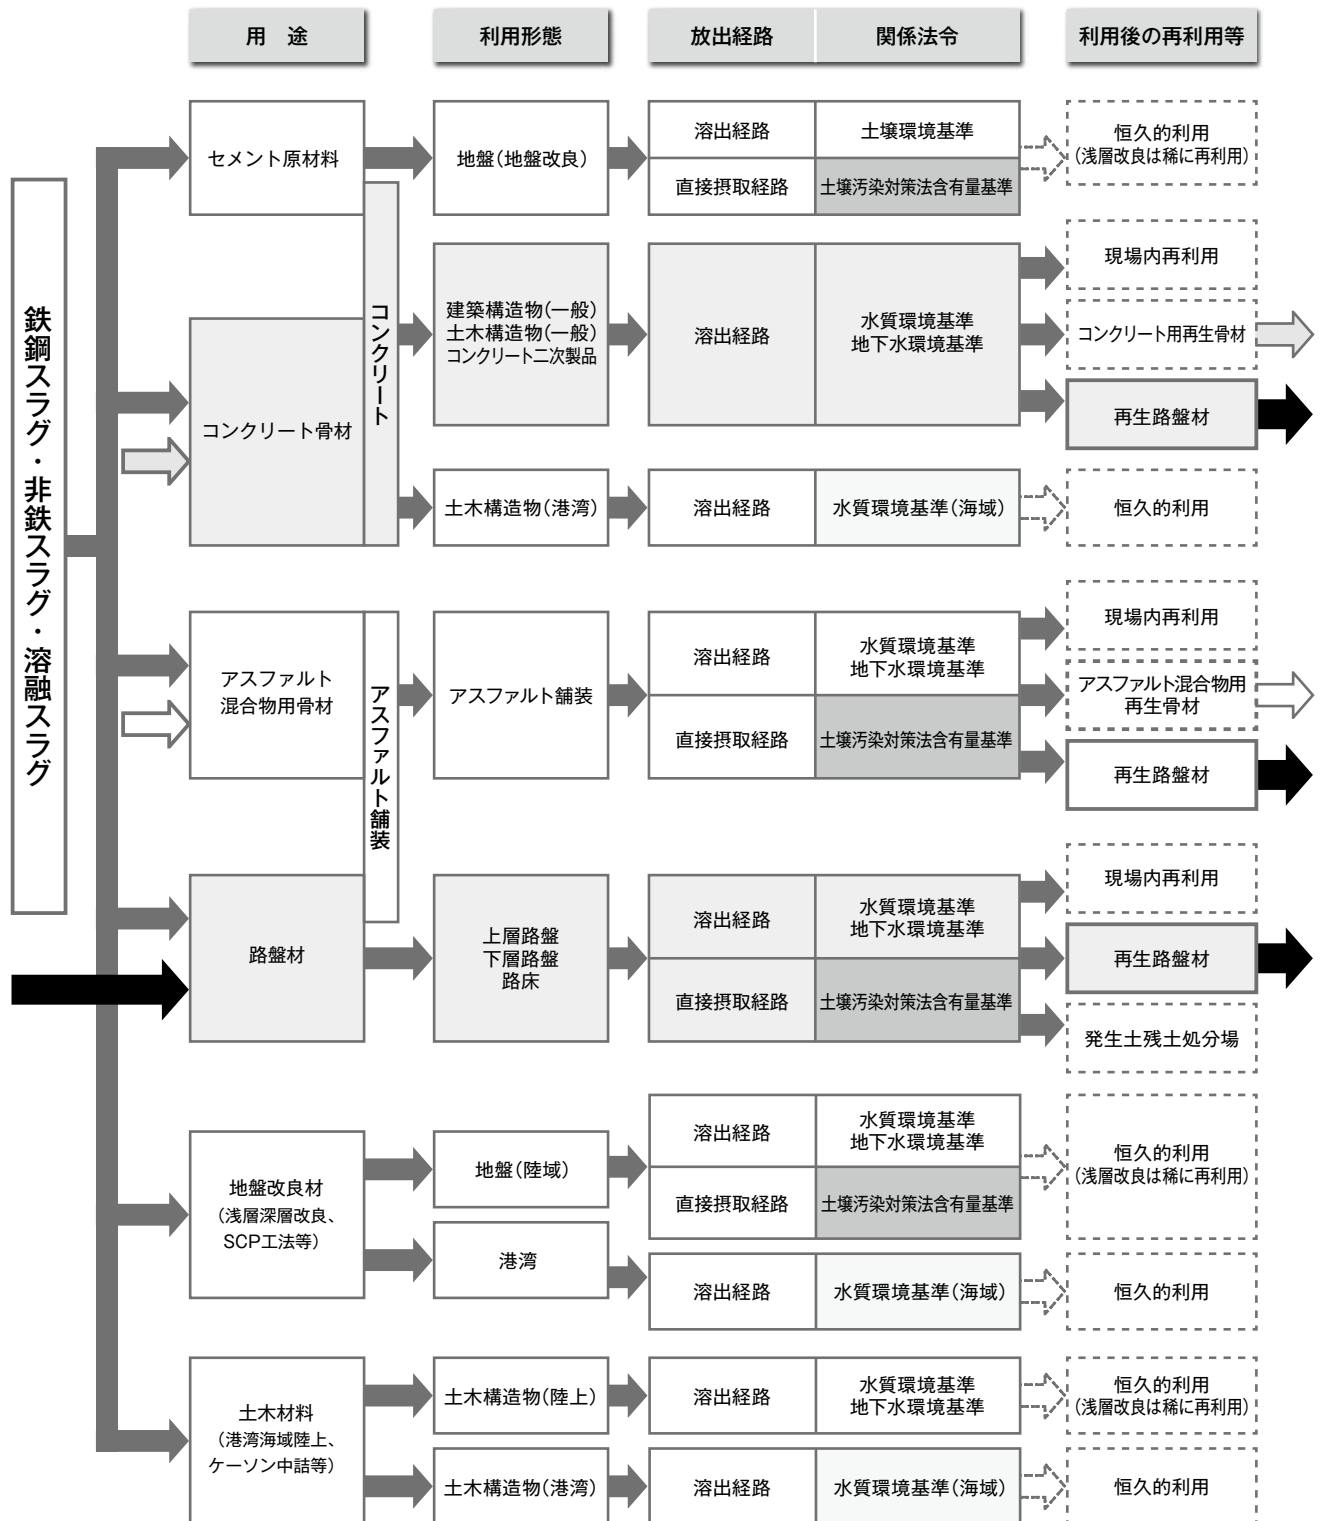 用　途
利用形態
放出経路
関係法令
利用後の再利用等
鉄鋼スラグ・非鉄スラグ・溶融スラグ
セメント原材料
地盤（地盤改良）
溶出経路
土壌環境基準
直接摂取経路
土壌汚染対策法含有量基準
恒久的利用
（浅層改良は稀に再利用）
コンクリート骨材
コンクリート
建築構造物（一般）
土木構造物（一般）
コンクリート二次製品
溶出経路
水質環境基準
地下水環境基準
現場内再利用
コンクリート用再生骨材
再生路盤材
土木構造物（港湾）
溶出経路
水質環境基準（海域）
恒久的利用
アスファルト
混合物用骨材
アスファルト舗装
アスファルト舗装
溶出経路
水質環境基準
地下水環境基準
直接摂取経路
土壌汚染対策法含有量基準
現場内再利用
アスファルト混合物用
再生骨材
再生路盤材
路盤材
上層路盤
下層路盤
路床
溶出経路
水質環境基準
地下水環境基準
直接摂取経路
土壌汚染対策法含有量基準
現場内再利用
再生路盤材
発生土残土処分場
地盤改良材
（浅層深層改良、
SCP工法等）
地盤（陸域）
溶出経路
水質環境基準
地下水環境基準
直接摂取経路
土壌汚染対策法含有量基準
恒久的利用
（浅層改良は稀に再利用）
港湾
溶出経路
水質環境基準（海域）
恒久的利用
土木材料
（港湾海域陸上、
ケーソン中詰等）
土木構造物（陸上）
溶出経路
水質環境基準
地下水環境基準
恒久的利用
（浅層改良は稀に再利用）
土木構造物（港湾）
溶出経路
水質環境基準（海域）
恒久的利用